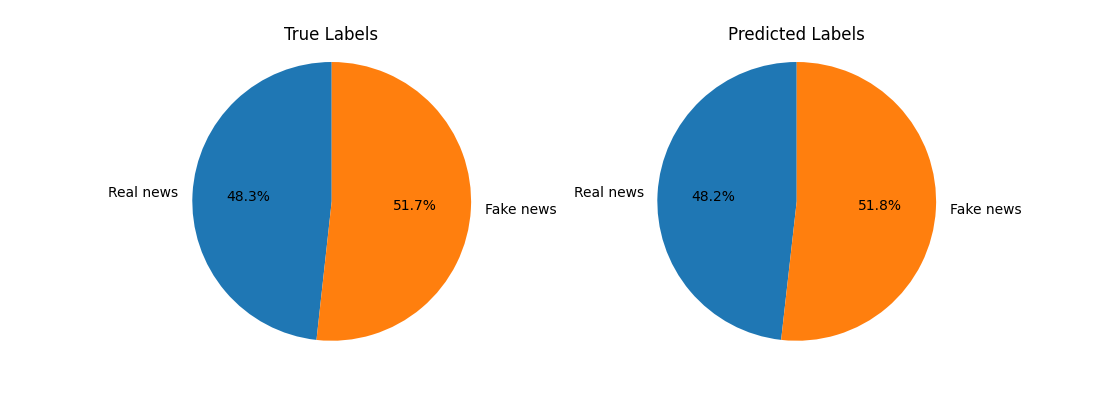 True Labels
Real news
48.3%
51.7%
Fake news
Predicted Labels
Real news
48.2%
51.8%
Fake news